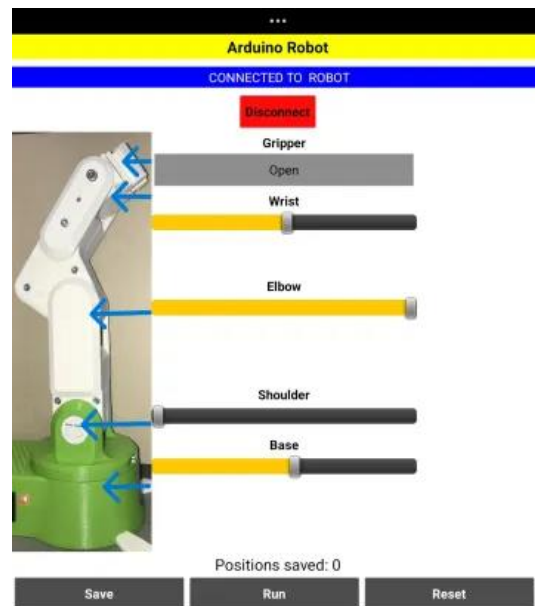 Arduino Robot
CONNECTED TO ROBOT
Disconnect
Gripper
Open
Wrist
Elbow
Shoulder
Base
Positions saved: 0
Save Run Reset